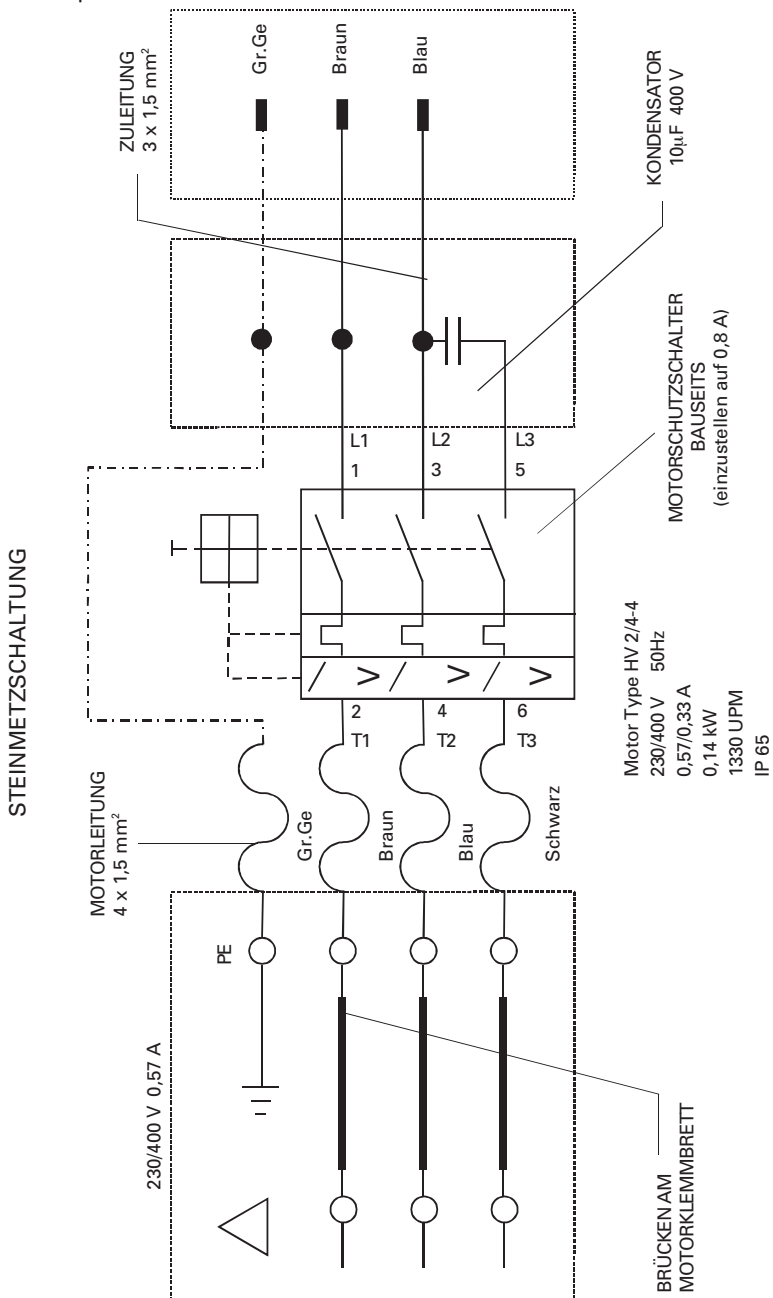 STEINMETZSCHALTUNG
ZULEITUNG
3 x 1,5 mm²
Gr.Ge
Braun
Blau
KONDENSATOR
10µF 400 V
L1
L2
L3
1
3
5
MOTORSCHUTZSCHALTER
BAUSEITS
(einzustellen auf 0,8 A)
2
4
6
T1
T2
T3
Motor Type HV 2/4-4
230/400 V 50Hz
0,57/0,33 A
0,14 kW
1330 UPM
IP 65
MOTORLEITUNG
4 x 1,5 mm²
Gr.Ge
Braun
Blau
Schwarz
PE
230/400 V 0,57 A
BRÜCKEN AM
MOTORKLEMMBRETT